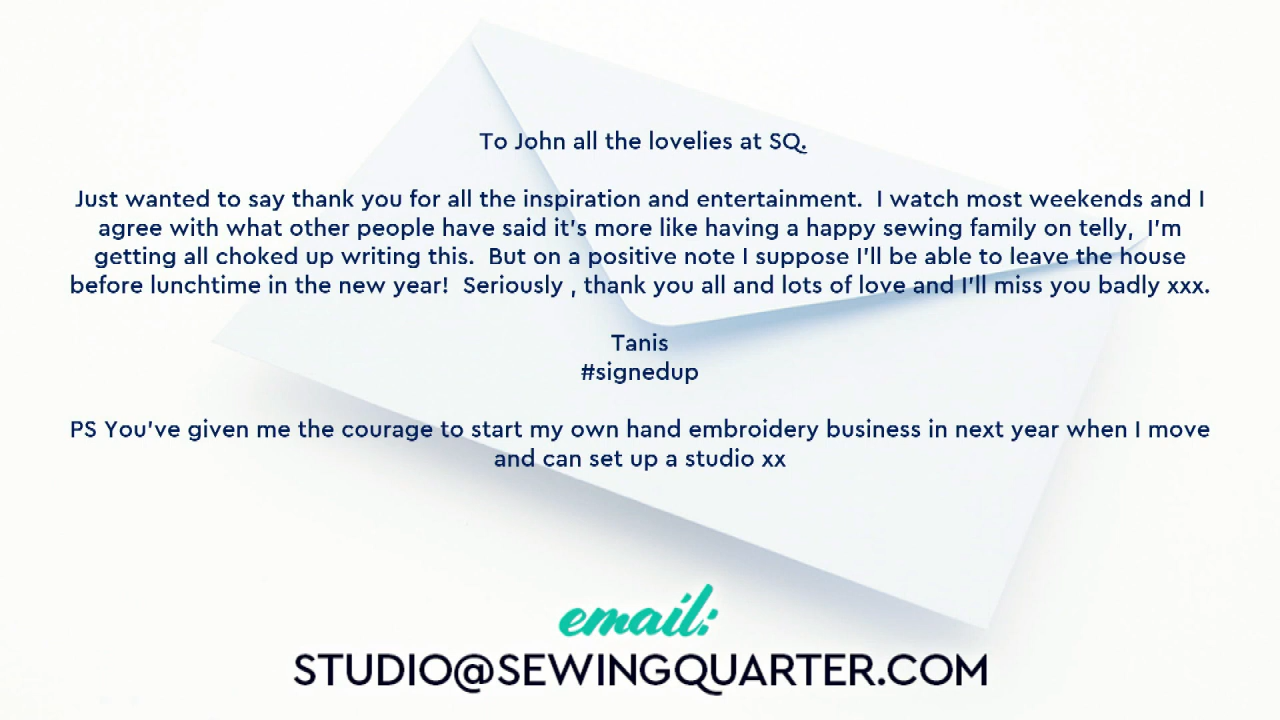 To John all the lovelies at SQ.
Just wanted to say thank you for all the inspiration and entertainment.  I watch most weekends and I
agree with what other people have said it's more like having a happy sewing family on telly,  I'm
getting all choked up writing this.  But on a positive note I suppose I'll be able to leave the house
before lunchtime in the new year!  Seriously , thank you all and lots of love and I'll miss you badly xxx.
Tanis
#signedup
PS You've given me the courage to start my own hand embroidery business in next year when I move
and can set up a studio xx
email:
STUDIO@SEWINGQUARTER.COM